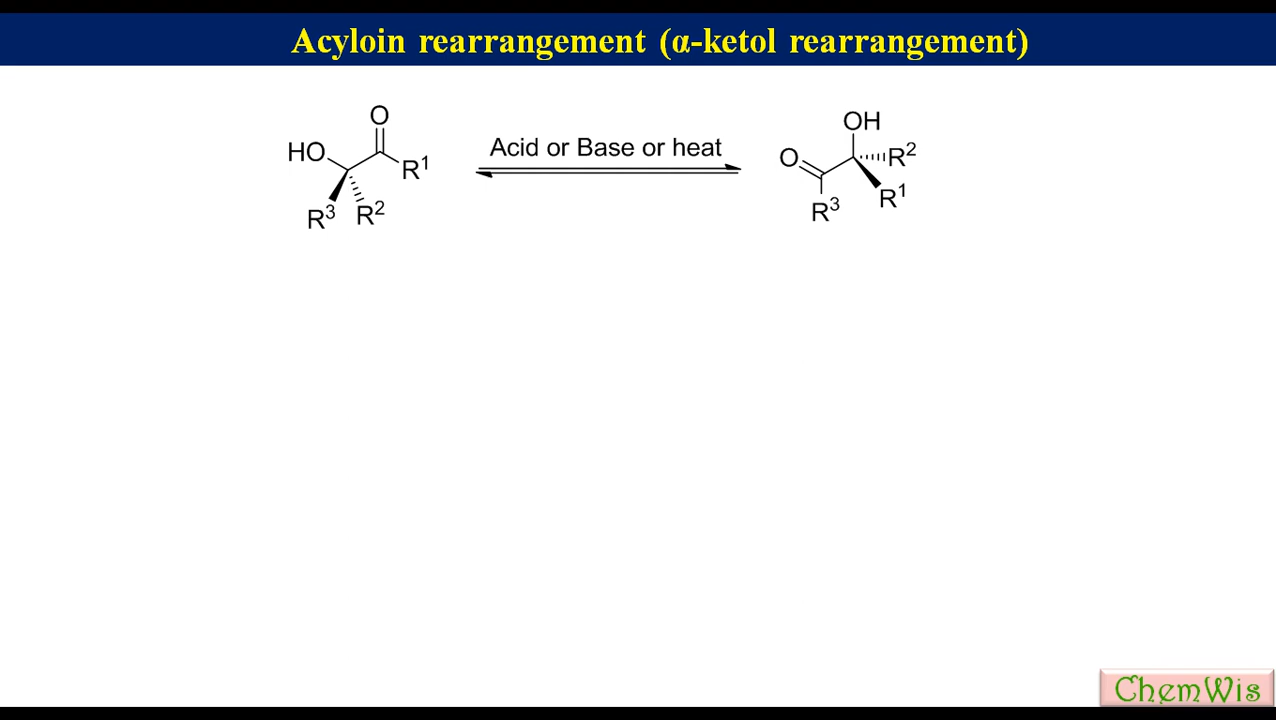 Acyloin rearrangement (α-ketol rearrangement)
O
HO
R¹
R³ R²
Acid or Base or heat
OH
O
R²
R¹
R³
ChemWis